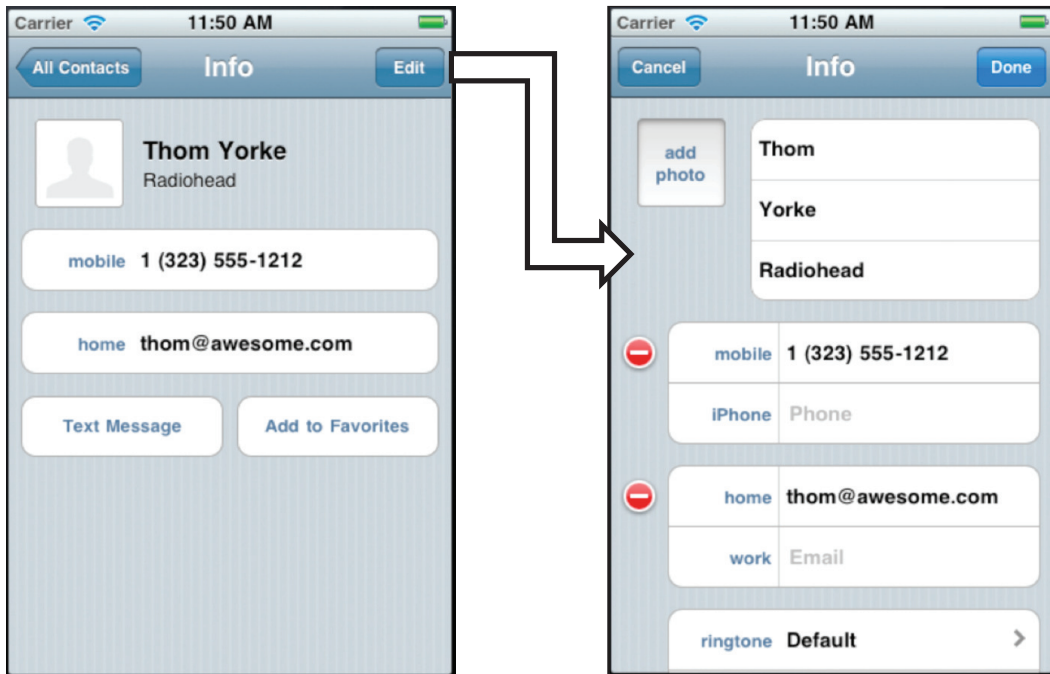 Carrier 11:50 AM
All Contacts Info Edit
Thom Yorke
Radiohead
mobile 1 (323) 555-1212
home thom@awesome.com
Text Message Add to Favorites
Carrier 11:50 AM
Cancel Info Done
add
photo
Thom
Yorke
Radiohead
mobile 1 (323) 555-1212
iPhone Phone
home thom@awesome.com
work Email
ringtone Default